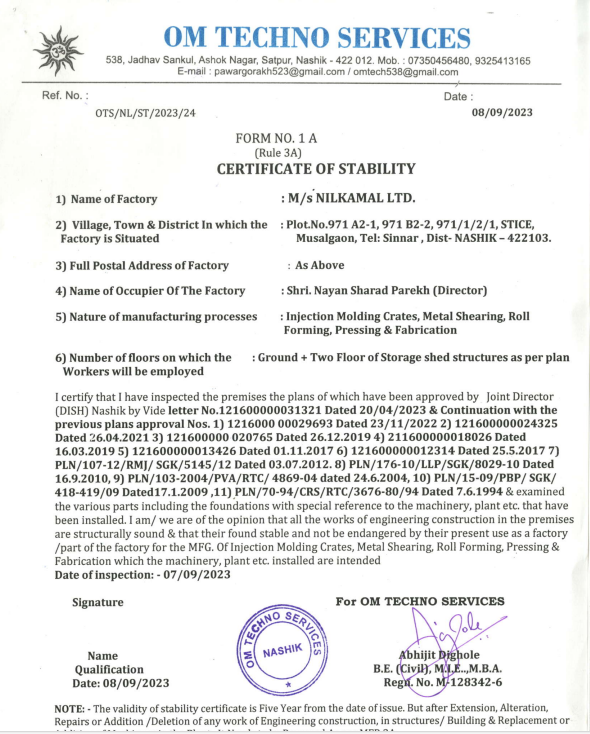 OM TECHNO SERVICES
538, Jadhav Sankul, Ashok Nagar, Satpur, Nashik - 422 012. Mob. : 07350456480, 9325413165
E-mail : pawargorakh523@gmail.com / omtech538@gmail.com
Ref. No. : Date :
OTS/NL/ST/2023/24 08/09/2023
FORM NO. 1 A
(Rule 3A)
CERTIFICATE OF STABILITY
1) Name of Factory : M/s NILKAMAL LTD.
2) Village, Town & District In which the : Plot.No.971 A2-1, 971 B2-2, 971/1/2/1, STICE,
Factory is Situated Musalgaon, Tel: Sinnar , Dist- NASHIK – 422103.
3) Full Postal Address of Factory : As Above
4) Name of Occupier Of The Factory : Shri. Nayan Sharad Parekh (Director)
5) Nature of manufacturing processes : Injection Molding Crates, Metal Shearing, Roll
Forming, Pressing & Fabrication
6) Number of floors on which the : Ground + Two Floor of Storage shed structures as per plan
Workers will be employed
I certify that I have inspected the premises the plans of which have been approved by Joint Director
(DISH) Nashik by Vide letter No.121600000031321 Dated 20/04/2023 & Continuation with the
previous plans approval Nos. 1) 1216000 00029693 Dated 23/11/2022 2) 121600000024325
Dated 26.04.2021 3) 121600000 020765 Dated 26.12.2019 4) 211600000018026 Dated
16.03.2019 5) 121600000013426 Dated 01.11.2017 6) 121600000012314 Dated 25.5.2017 7)
PLN/107-12/RMJ/ SGK/5145/12 Dated 03.07.2012. 8) PLN/176-10/LLP/SGK/8029-10 Dated
16.9.2010, 9) PLN/103-2004/PVA/RTC/ 4869-04 dated 24.6.2004, 10) PLN/15-09/PBP/ SGK/
418-419/09 Dated17.1.2009 ,11) PLN/70-94/CRS/RTC/3676-80/94 Dated 7.6.1994 & examined
the various parts including the foundations with special reference to the machinery, plant etc. that have
been installed. I am/ we are of the opinion that all the works of engineering construction in the premises
are structurally sound & that their found stable and not be endangered by their present use as a factory
/part of the factory for the MFG. Of Injection Molding Crates, Metal Shearing, Roll Forming, Pressing &
Fabrication which the machinery, plant etc. installed are intended
Date of inspection: - 07/09/2023
Signature For OM TECHNO SERVICES
OM TECHNO SERVICES
NASHIK
Name Abhijit Dighole
Qualification B.E. (Civil), M.I.E..,M.B.A.
Date: 08/09/2023 Regn. No. M-128342-6
NOTE: - The validity of stability certificate is Five Year from the date of issue. But after Extension, Alteration,
Repairs or Addition /Deletion of any work of Engineering construction, in structures/ Building & Replacement or